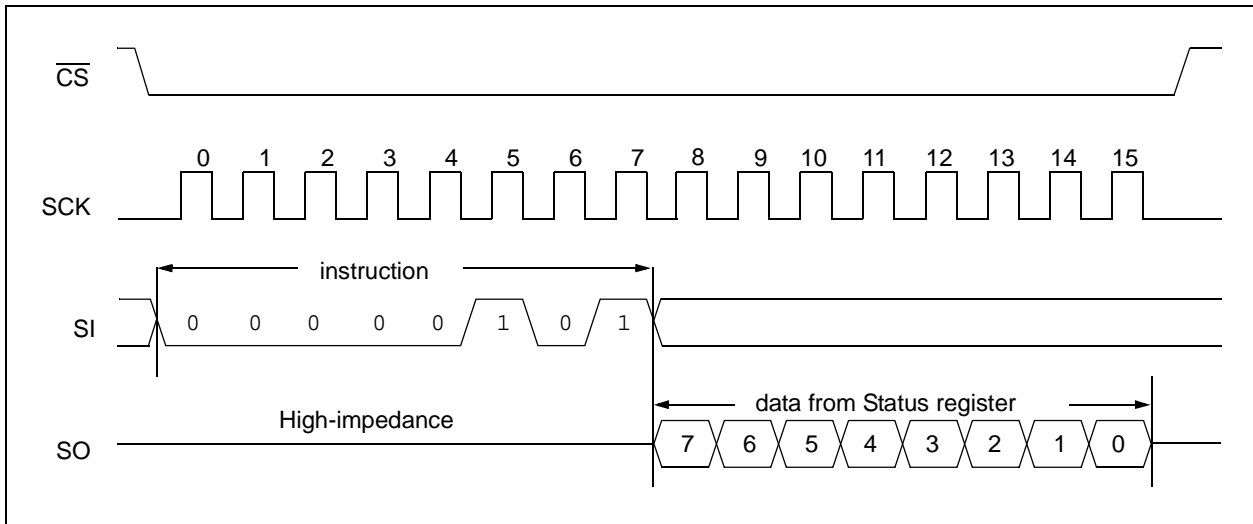 CS
0 1 2 3 4 5 6 7 8 9 10 11 12 13 14 15
SCK
instruction
SI 0 0 0 0 0 1 0 1
data from Status register
High-impedance
SO 7 6 5 4 3 2 1 0